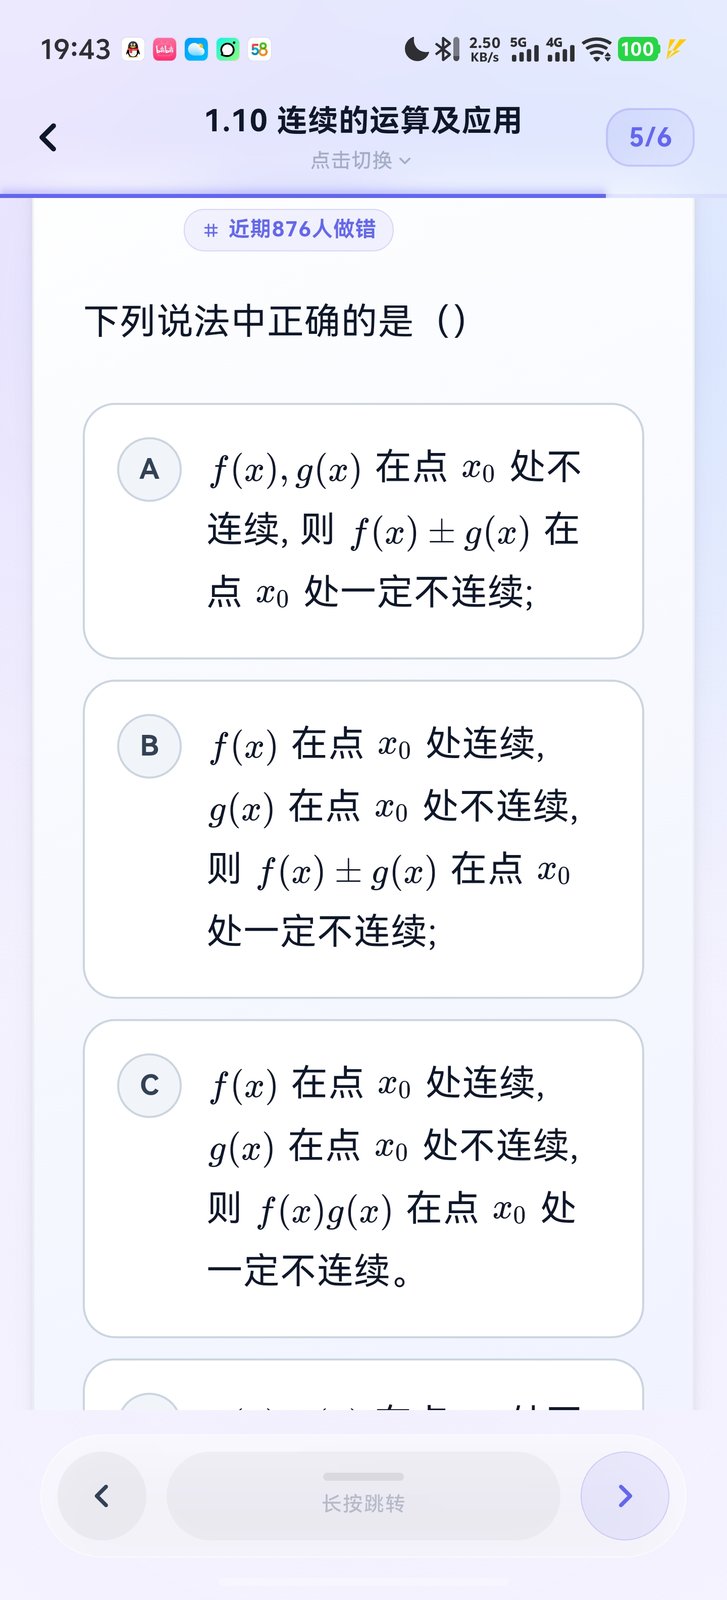 19:43 LaLa 58 2.50 KB/s 5G 4G 100
1.10 连续的运算及应用
点击切换
5/6
# 近期876人做错
下列说法中正确的是（）
A
f(x), g(x) 在点 x₀ 处不
连续, 则 f(x) ± g(x) 在
点 x₀ 处一定不连续;
B
f(x) 在点 x₀ 处连续,
g(x) 在点 x₀ 处不连续,
则 f(x) ± g(x) 在点 x₀
处一定不连续;
C
f(x) 在点 x₀ 处连续,
g(x) 在点 x₀ 处不连续,
则 f(x)g(x) 在点 x₀ 处
一定不连续。
长按跳转